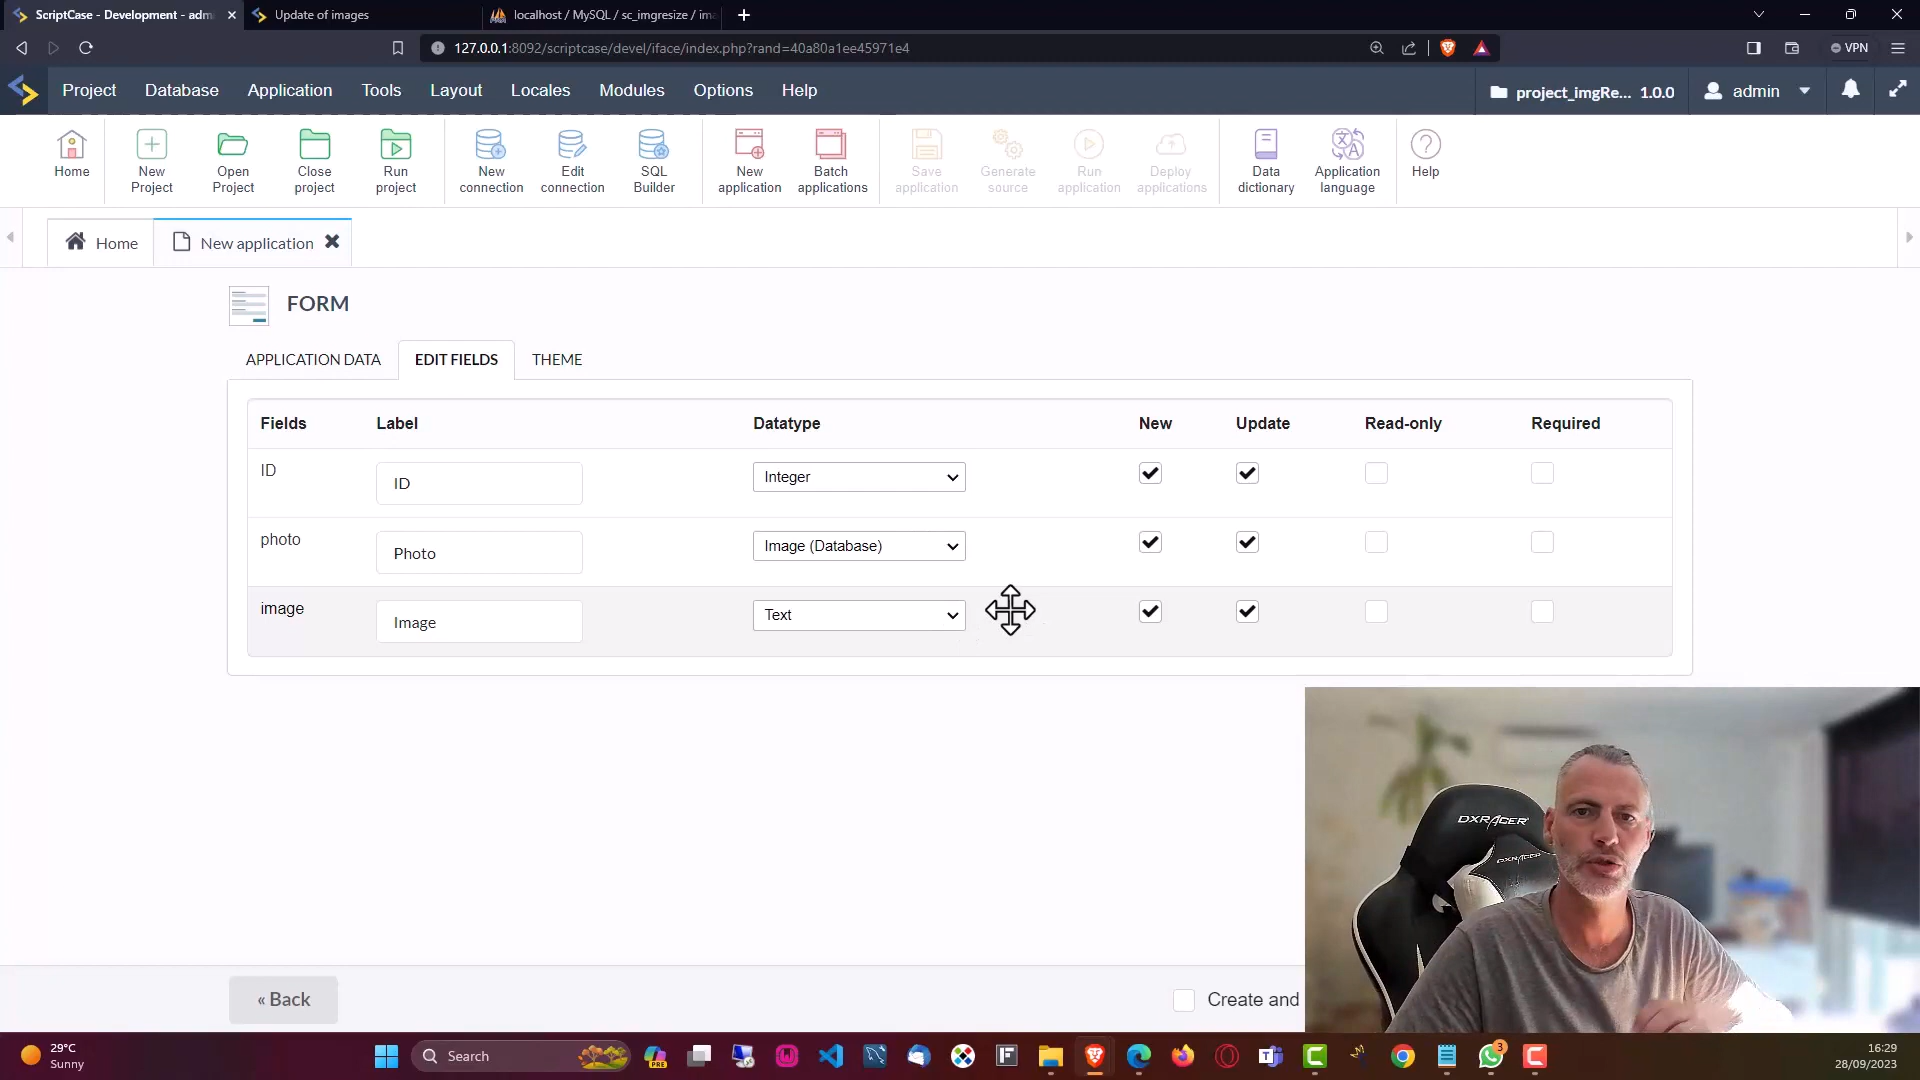 ScriptCase - Development - adm
Update of images
localhost / MySQL / sc_imgresize / ima
127.0.0.1:8092/scriptcase/devel/iface/index.php?rand=40a80a1ee45971e4
VPN
Project
Database
Application
Tools
Layout
Locales
Modules
Options
Help
project_imgRe... 1.0.0
admin
Home
New Project
Open Project
Close project
Run project
New connection
Edit connection
SQL Builder
New application
Batch applications
Save application
Generate source
Run application
Deploy applications
Data dictionary
Application language
Help
Home
New application
FORM
APPLICATION DATA
EDIT FIELDS
THEME
Fields Label Datatype New Update Read-only Required
ID ID Integer
photo Photo Image (Database)
image Image Text
« Back
Create and
DXRACER
DXRACER
29°C
Sunny
Search
PRE
3
16:29
28/09/2023